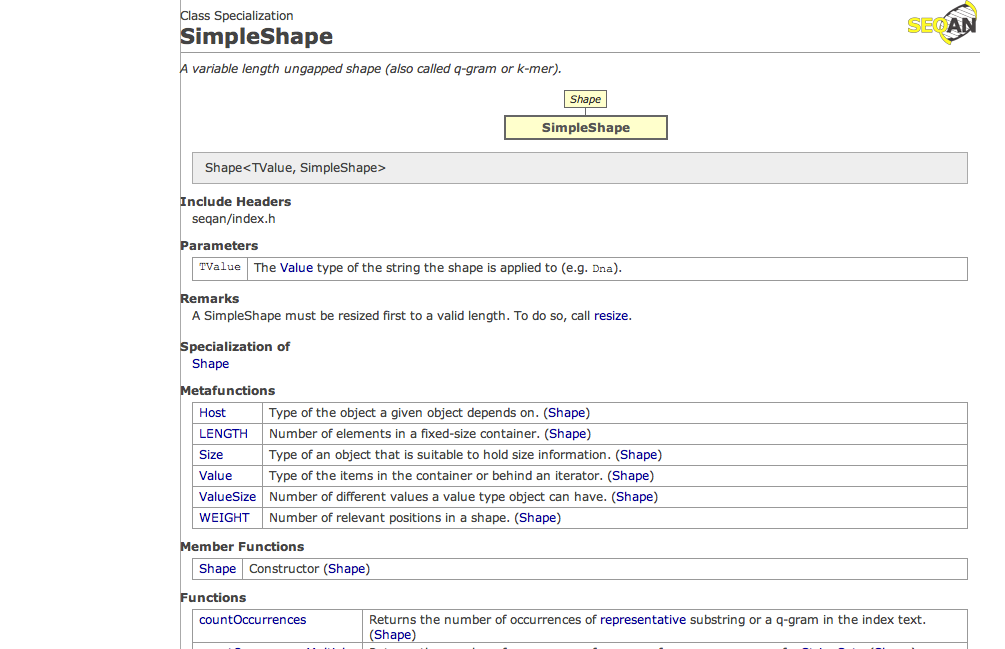 Class Specialization
SimpleShape
SEQAN
A variable length ungapped shape (also called q-gram or k-mer).
Shape
SimpleShape
Shape<TValue, SimpleShape>
Include Headers
seqan/index.h
Parameters
TValue The Value type of the string the shape is applied to (e.g. Dna).
Remarks
A SimpleShape must be resized first to a valid length. To do so, call resize.
Specialization of
Shape
Metafunctions
Host Type of the object a given object depends on. (Shape)
LENGTH Number of elements in a fixed-size container. (Shape)
Size Type of an object that is suitable to hold size information. (Shape)
Value Type of the items in the container or behind an iterator. (Shape)
ValueSize Number of different values a value type object can have. (Shape)
WEIGHT Number of relevant positions in a shape. (Shape)
Member Functions
Shape Constructor (Shape)
Functions
countOccurrences Returns the number of occurrences of representative substring or a q-gram in the index text.
(Shape)